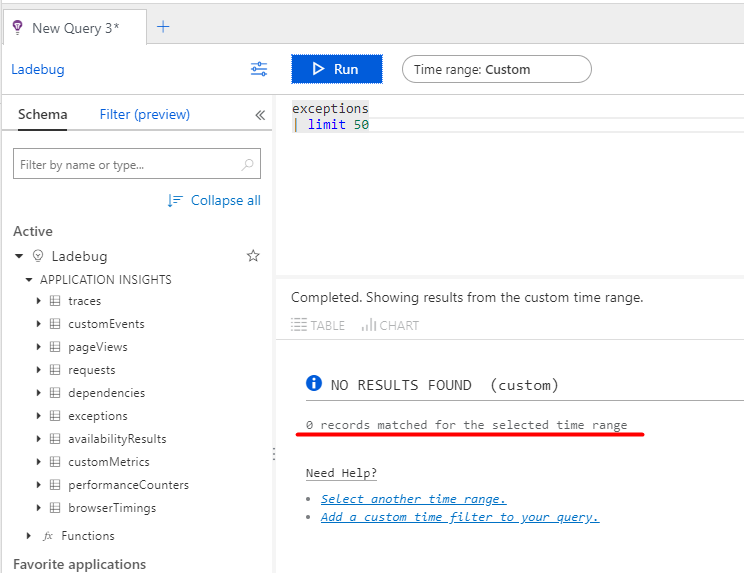 New Query 3*
Ladebug
Run
Time range: Custom
Schema
Filter (preview)
Filter by name or type...
Collapse all
Active
Ladebug
APPLICATION INSIGHTS
traces
customEvents
pageViews
requests
dependencies
exceptions
availabilityResults
customMetrics
performanceCounters
browserTimings
fx Functions
Favorite applications
exceptions
| limit 50
Completed. Showing results from the custom time range.
TABLE CHART
NO RESULTS FOUND (custom)
0 records matched for the selected time range
Need Help?
Select another time range.
Add a custom time filter to your query.